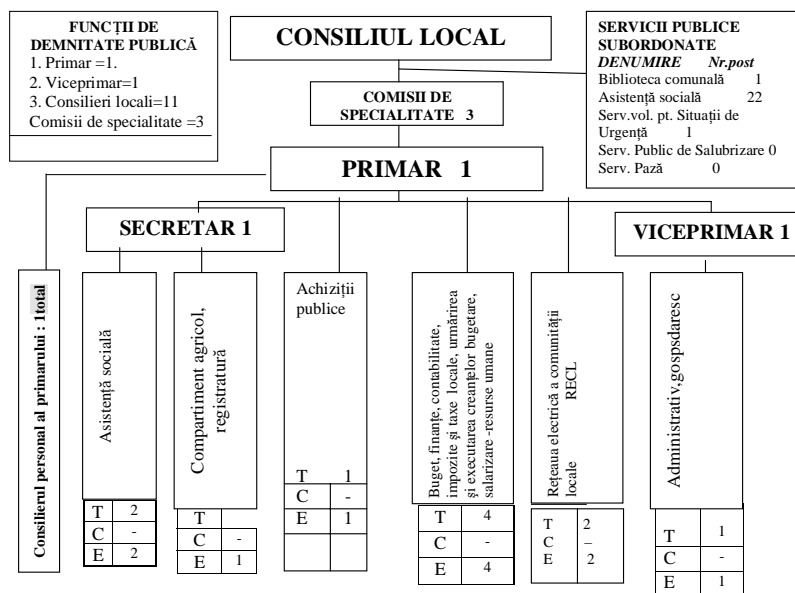 FUNCȚII DE
DEMNITATE PUBLICĂ
1. Primar =1.
2. Viceprimar=1
3. Consilieri locali=11
Comisii de specialitate =3
CONSILIUL LOCAL
SERVICII PUBLICE
SUBORDONATE
DENUMIRE Nr.post
Biblioteca comunală 1
Asistență socială 22
Serv.vol. pt. Situații de
Urgență 1
Serv. Public de Salubrizare 0
Serv. Pază 0
COMISII DE
SPECIALITATE 3
PRIMAR 1
SECRETAR 1
VICEPRIMAR 1
Consilierul personal al primarului : 1total
Asistență socială
T 2
C -
E 2
Compartiment agricol,
registratură
T
C -
E 1
Achiziții
publice
T 1
C -
E 1
Buget, finanțe, contabilitate,
impozite și taxe locale, urmărirea
și executarea creanțelor bugetare,
salarizare -resurse umane
T 4
C -
E 4
Rețeaua electrică a comunității
locale RECL
T 2
C –
E 2
Administrativ,gospsdaresc
T 1
C -
E 1